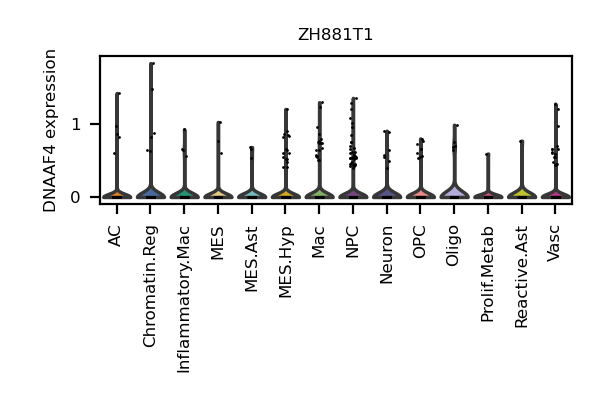 ZH881T1
DNAAF4 expression
1
0
AC
Chromatin.Reg
Inflammatory.Mac
MES
MES.Ast
MES.Hyp
Mac
NPC
Neuron
OPC
Oligo
Prolif.Metab
Reactive.Ast
Vasc